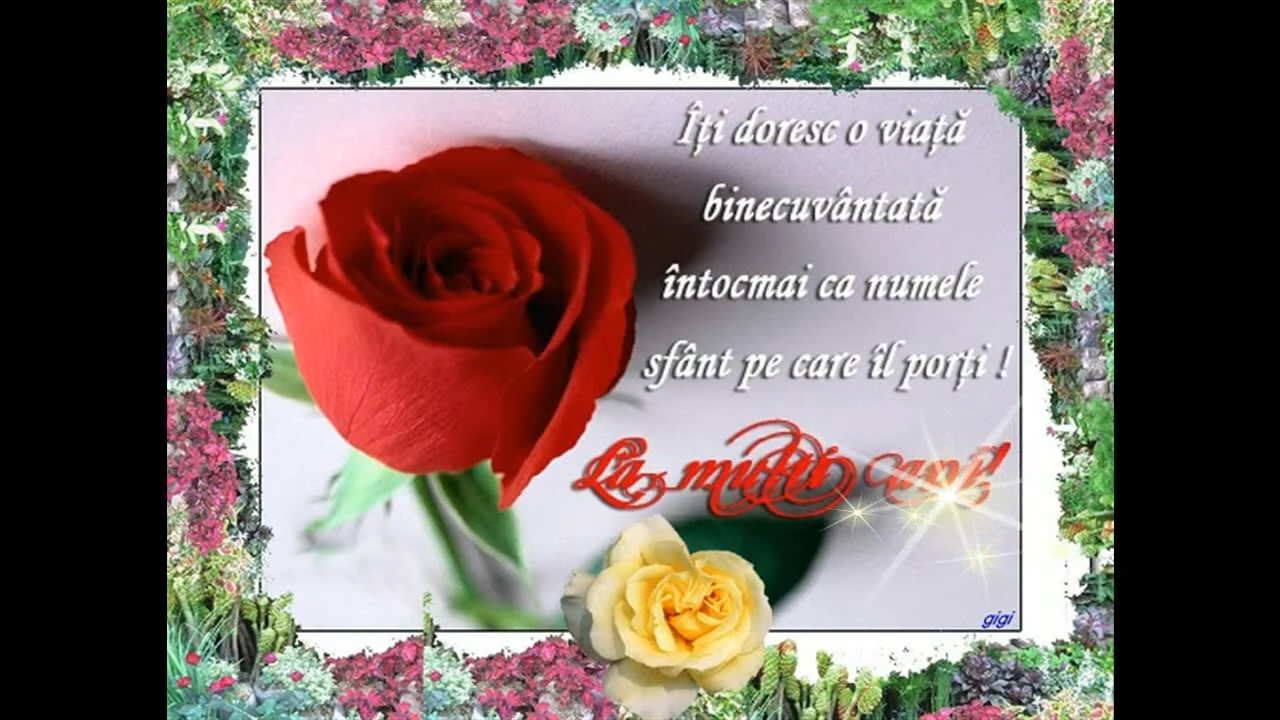 Îți doresc o viață
binecuvântată
întocmai ca numele
sfânt pe care îl porți !
La mulți ani!
gigi